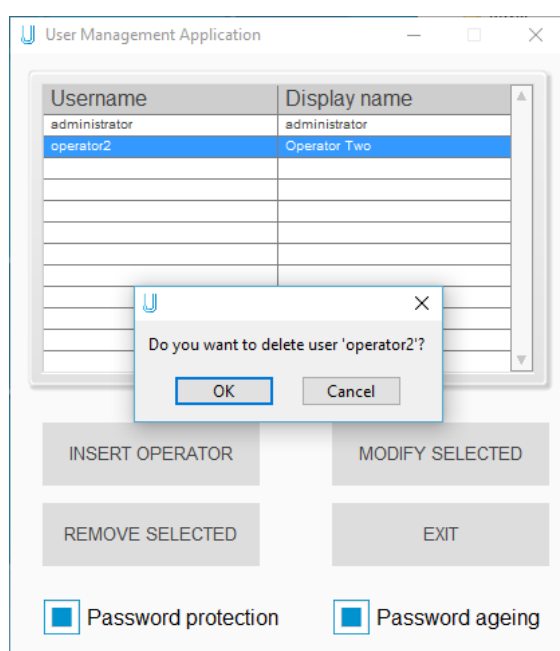 User Management Application
Username Display name
administrator administrator
operator2 Operator Two
Do you want to delete user 'operator2'?
OK Cancel
INSERT OPERATOR MODIFY SELECTED
REMOVE SELECTED EXIT
Password protection Password ageing